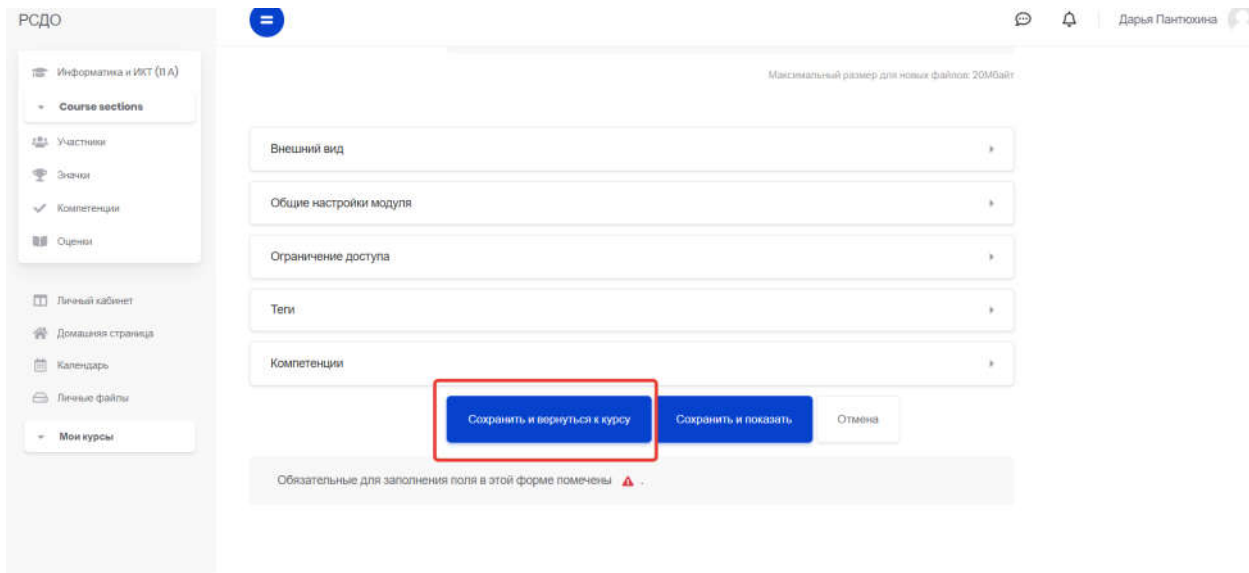 РСДО
Дарья Пантюхина
Информатика и ИКТ (11 А)
Course sections
Участники
Значки
Компетенции
Оценки
Личный кабинет
Домашняя страница
Календарь
Личные файлы
Мои курсы
Максимальный размер для новых файлов: 20Мбайт
Внешний вид
Общие настройки модуля
Ограничение доступа
Теги
Компетенции
Сохранить и вернуться к курсу
Сохранить и показать
Отмена
Обязательные для заполнения поля в этой форме помечены .